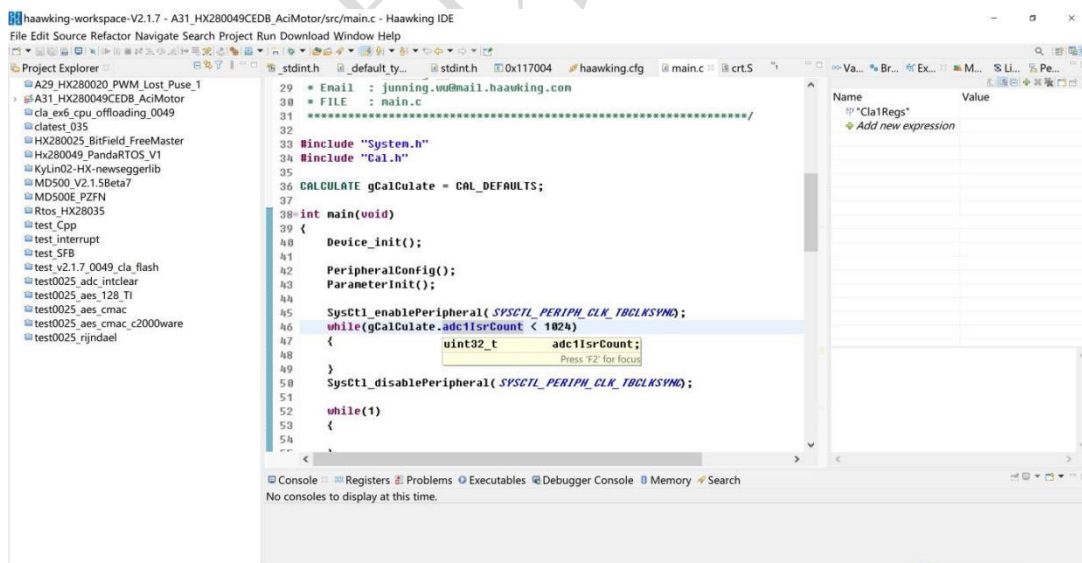 haawking-workspace-V2.1.7 - A31_HX280049CEDB_AciMotor/src/main.c - Haawking IDE
File Edit Source Refactor Navigate Search Project Run Download Window Help
Project Explorer
A29_HX280020_PWM_Lost_Puse_1
A31_HX280049CEDB_AciMotor
cla_ex6_cpu_offloading_0049
clatest_035
HX280025_BitField_FreeMaster
Hx280049_PandaRTOS_V1
KyLin02-HX-newseggerlib
MD500_V2.1.5Beta7
MD500E_PZFN
Rtos_HX28035
test_Cpp
test_interrupt
test_SFB
test_v2.1.7_0049_cla_flash
test0025_adc_intclear
test0025_aes_128_TI
test0025_aes_cmac
test0025_aes_cmac_c2000ware
test0025_rijndael
_stdint.h _default_ty... stdint.h 0x117004 haawking.cfg main.c crt.S
29 * Email : junning.wu@mail.haawking.com
30 * FILE : main.c
31 ******************************************************************/
32
33 #include "System.h"
34 #include "Cal.h"
35
36 CALCULATE gCalCulate = CAL_DEFAULTS;
37
38 int main(void)
39 {
40 Device_init();
41
42 PeripheralConfig();
43 ParameterInit();
44
45 SysCtl_enablePeripheral(SYSCTL_PERIPH_CLK_TBCLKSYNC);
46 while(gCalCulate.adc1IsrCount < 1024)
47 {
uint32_t adc1IsrCount;
48
Press 'F2' for focus
49 }
50 SysCtl_disablePeripheral(SYSCTL_PERIPH_CLK_TBCLKSYNC);
51
52 while(1)
53 {
54
Va... Br... Ex... M... Li... Pe...
Name Value
"Cla1Regs"
Add new expression
Console Registers Problems Executables Debugger Console Memory Search
No consoles to display at this time.